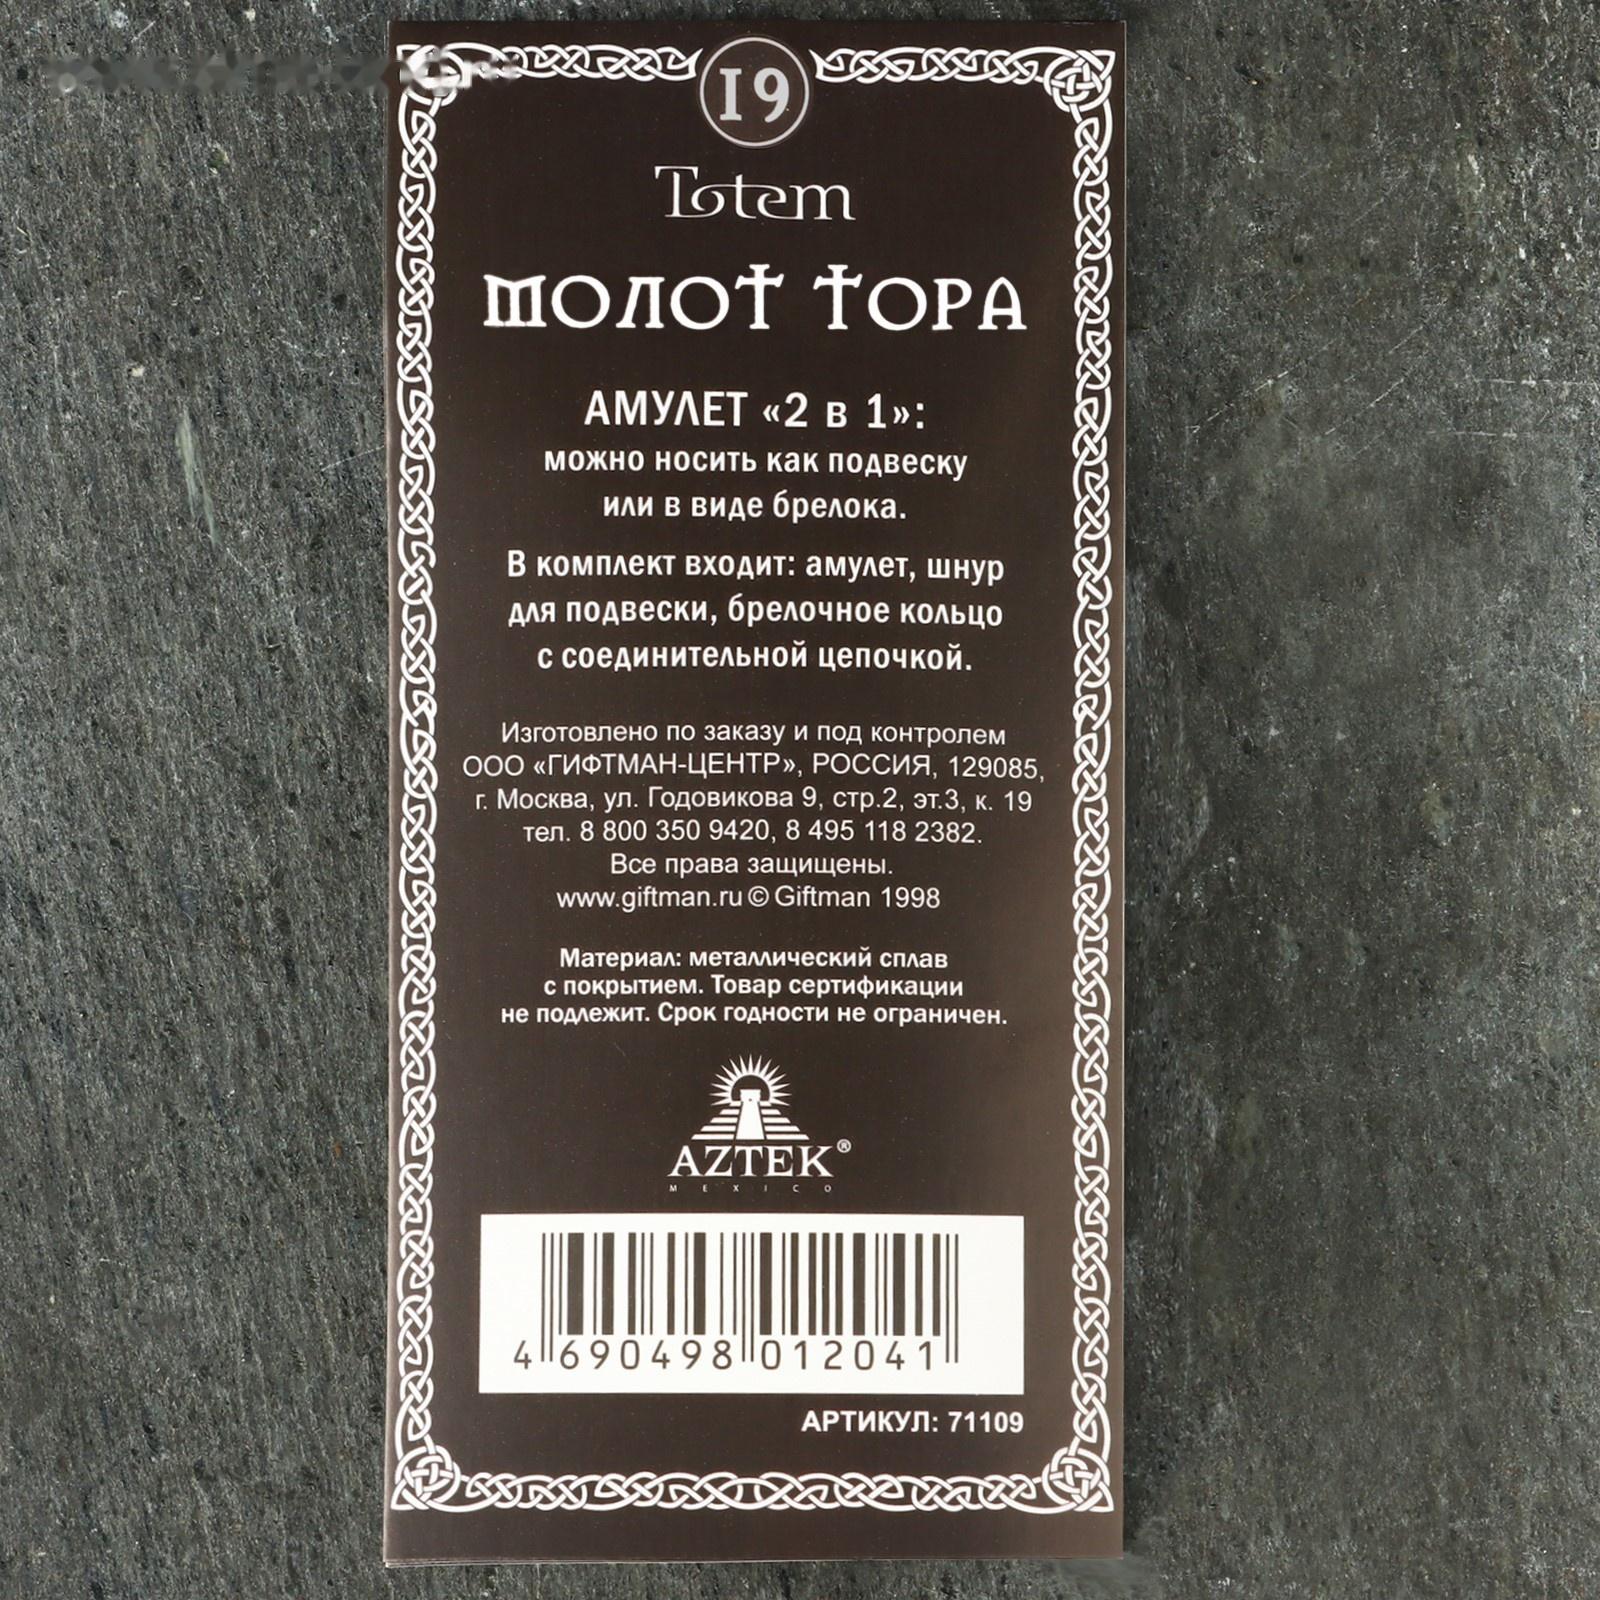 19
Totem
МОЛОТ ТОРА
АМУЛЕТ «2 в 1»:
можно носить как подвеску
или в виде брелока.
В комплект входит: амулет, шнур
для подвески, брелочное кольцо
с соединительной цепочкой.
Изготовлено по заказу и под контролем
ООО «ГИФТМАН-ЦЕНТР», РОССИЯ, 129085,
г. Москва, ул. Годовикова 9, стр.2, эт.3, к. 19
тел. 8 800 350 9420, 8 495 118 2382.
Все права защищены.
www.giftman.ru © Giftman 1998
Материал: металлический сплав
с покрытием. Товар сертификации
не подлежит. Срок годности не ограничен.
AZTEK®
MEXICO
4 690498 012041
АРТИКУЛ: 71109